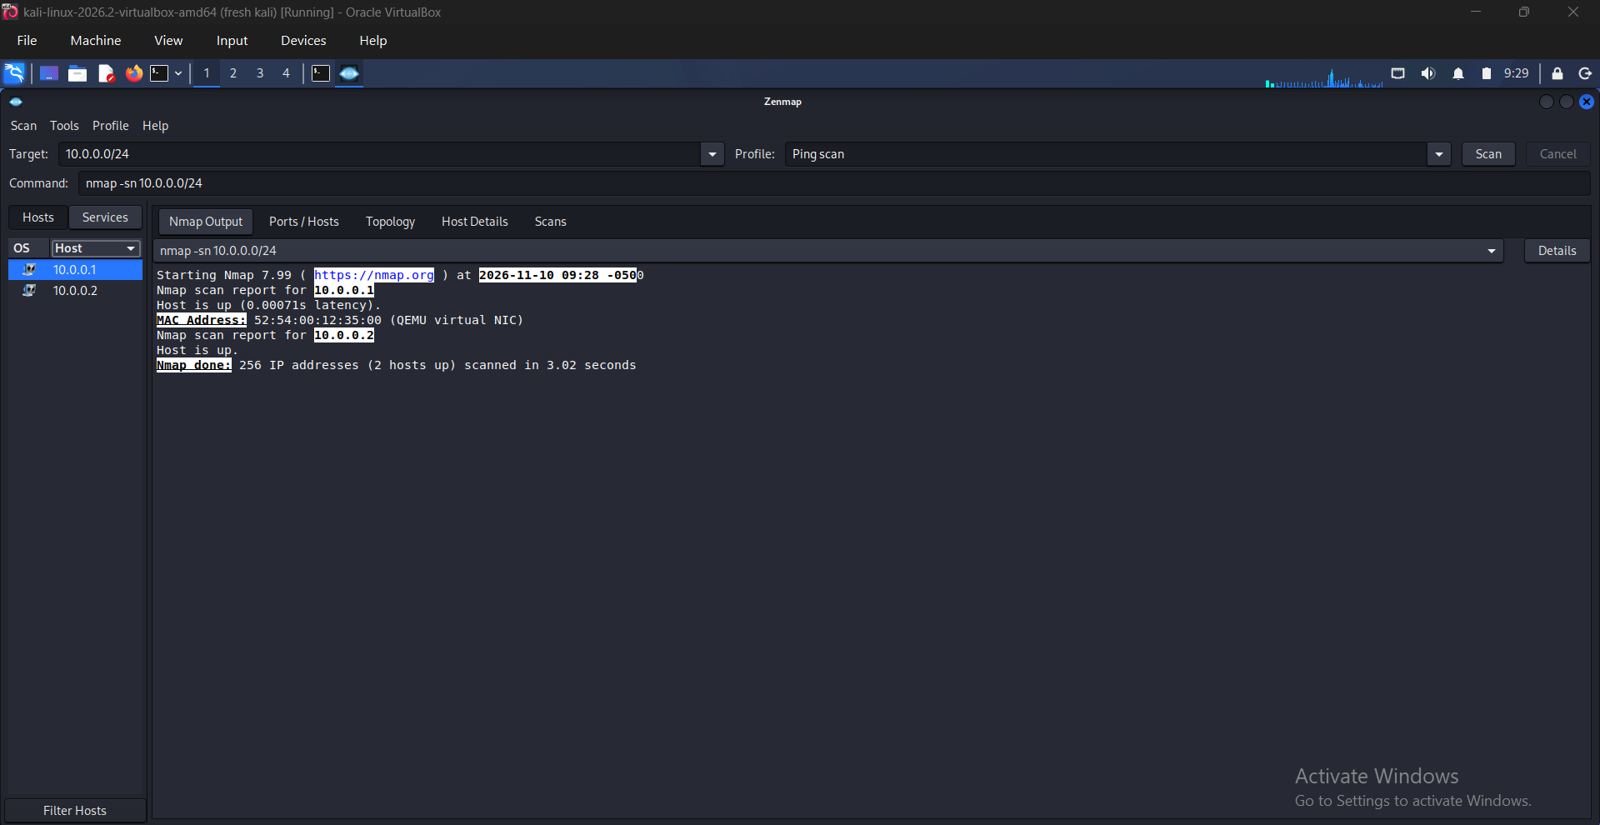 kali-linux-2026.2-virtualbox-amd64 (fresh kali) [Running] - Oracle VirtualBox
File Machine View Input Devices Help
1 2 3 4 9:29
Zenmap
Scan Tools Profile Help
Target: 10.0.0.0/24 Profile: Ping scan Scan Cancel
Command: nmap -sn 10.0.0.0/24
Hosts Services Nmap Output Ports / Hosts Topology Host Details Scans
OS Host nmap -sn 10.0.0.0/24 Details
10.0.0.1
10.0.0.2
Starting Nmap 7.99 ( https://nmap.org ) at 2026-11-10 09:28 -0500
Nmap scan report for 10.0.0.1
Host is up (0.00071s latency).
MAC Address: 52:54:00:12:35:00 (QEMU virtual NIC)
Nmap scan report for 10.0.0.2
Host is up.
Nmap done: 256 IP addresses (2 hosts up) scanned in 3.02 seconds
Activate Windows
Go to Settings to activate Windows.
Filter Hosts